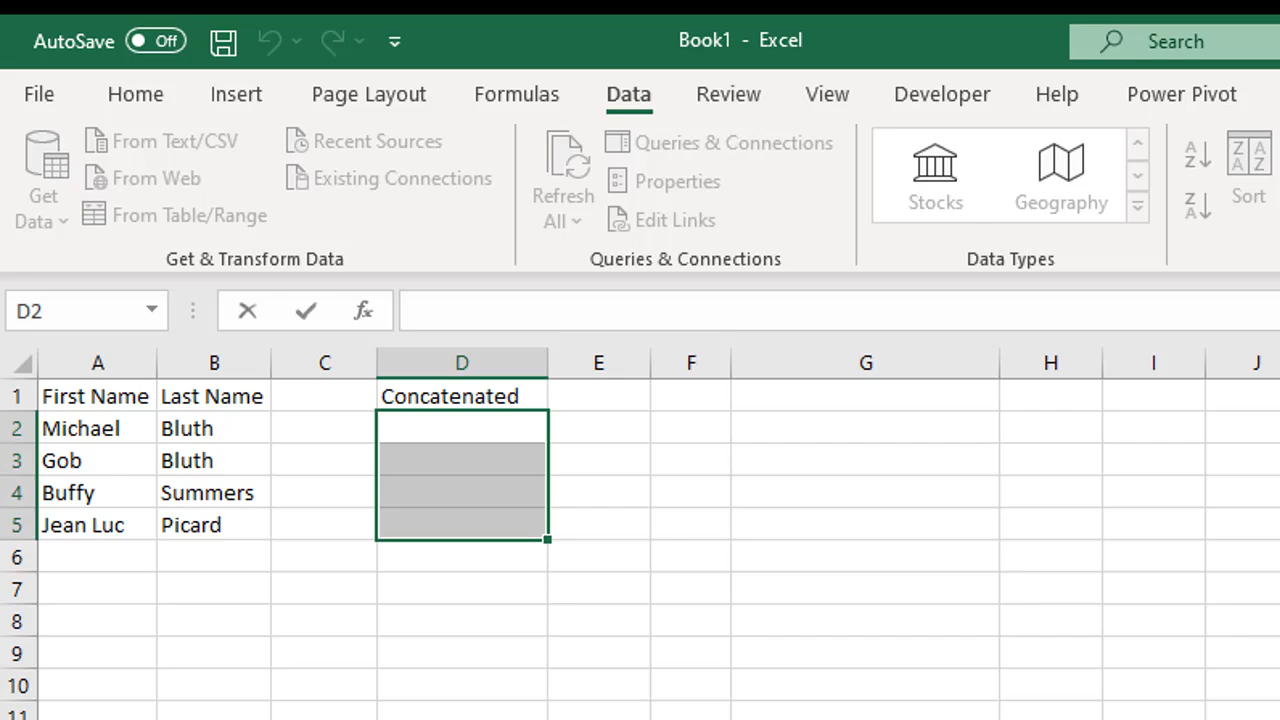 AutoSave Off Book1 - Excel Search
File Home Insert Page Layout Formulas Data Review View Developer Help Power Pivot
Get Data
From Text/CSV
From Web
From Table/Range
Recent Sources
Existing Connections
Get & Transform Data
Refresh All
Queries & Connections
Properties
Edit Links
Queries & Connections
Stocks Geography
Data Types
A Z
Z A
Z A A Z
Sort
D2 fx
A B C D E F G H I J
1 First Name Last Name Concatenated
2 Michael Bluth
3 Gob Bluth
4 Buffy Summers
5 Jean Luc Picard
6
7
8
9
10
11